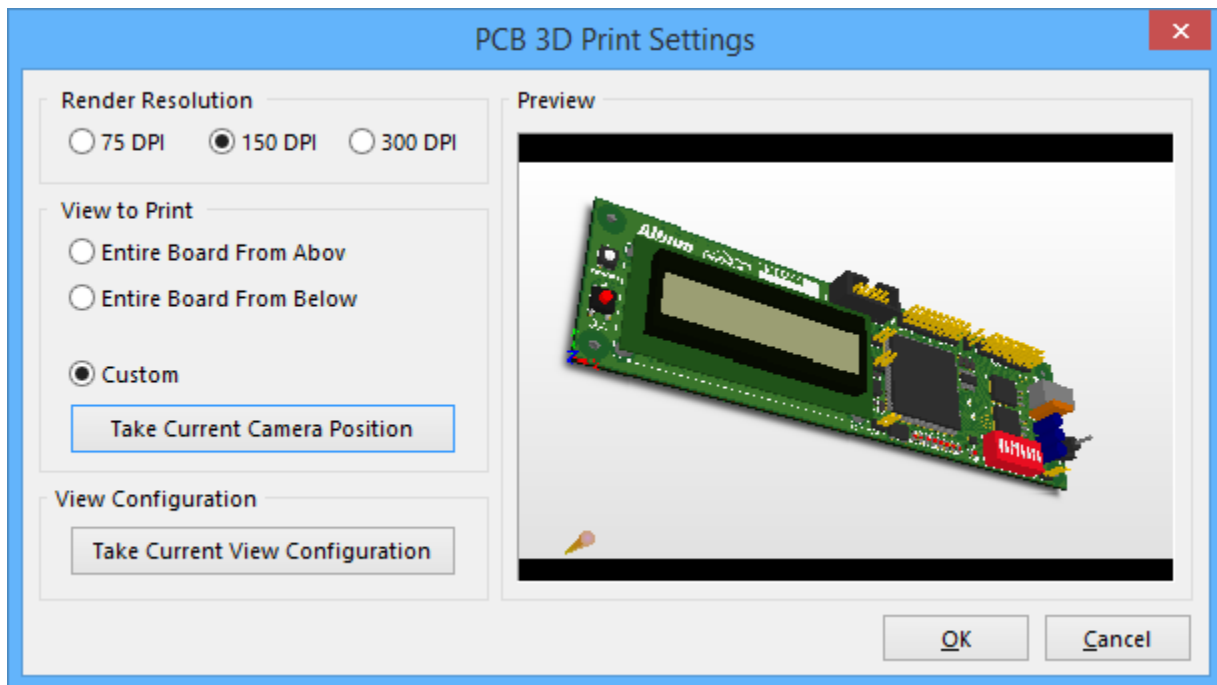 PCB 3D Print Settings
Render Resolution
75 DPI 150 DPI 300 DPI
View to Print
Entire Board From Abov
Entire Board From Below
Custom
Take Current Camera Position
View Configuration
Take Current View Configuration
Preview
Altium
OK Cancel